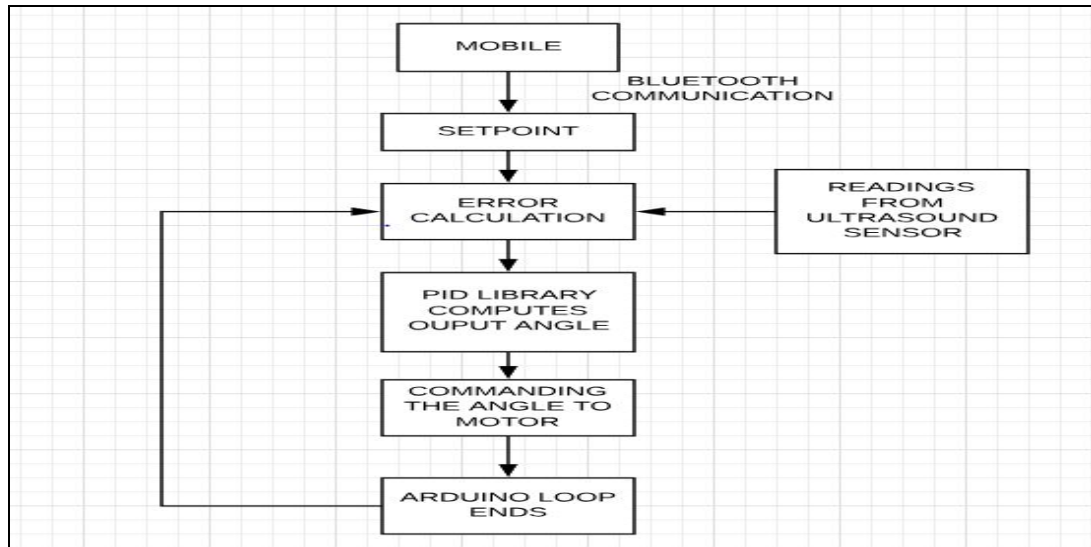 MOBILE
BLUETOOTH
COMMUNICATION
SETPOINT
ERROR
CALCULATION
READINGS
FROM
ULTRASOUND
SENSOR
PID LIBRARY
COMPUTES
OUPUT ANGLE
COMMANDING
THE ANGLE TO
MOTOR
ARDUINO LOOP
ENDS